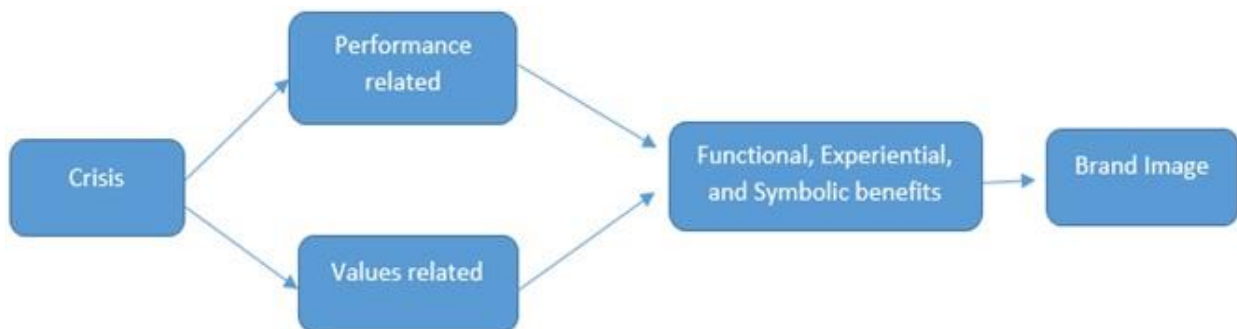 Performance
related
Crisis
Values related
Functional, Experiential,
and Symbolic benefits
Brand Image